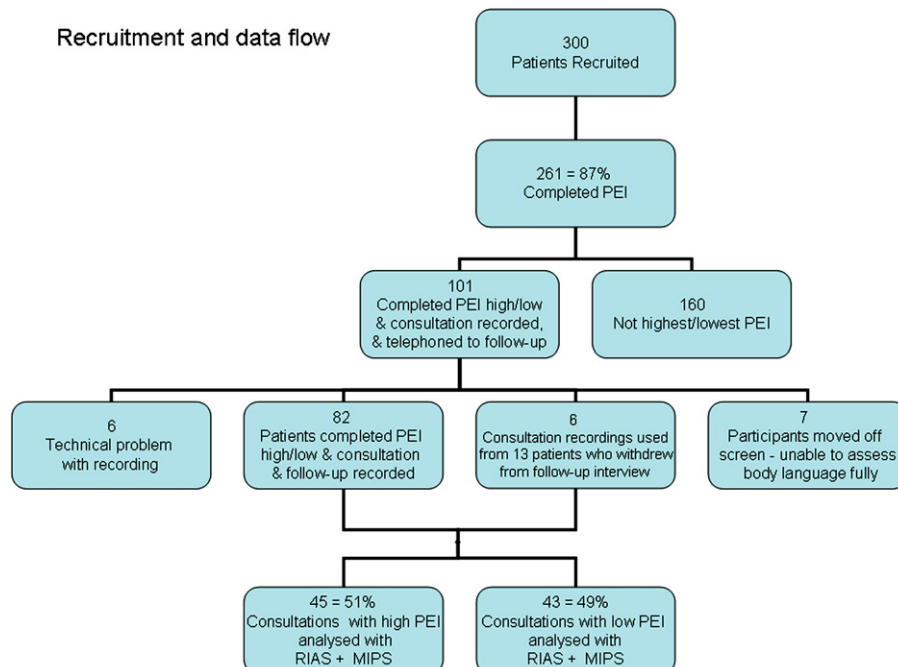 Recruitment and data flow
300
Patients Recruited
261 = 87%
Completed PEI
101
Completed PEI high/low
& consultation recorded,
& telephoned to follow-up
160
Not highest/lowest PEI
6
Technical problem
with recording
82
Patients completed PEI
high/low & consultation
& follow-up recorded
6
Consultation recordings used
from 13 patients who withdrew
from follow-up interview
7
Participants moved off
screen - unable to assess
body language fully
45 = 51%
Consultations with high PEI
analysed with
RIAS + MIPS
43 = 49%
Consultations with low PEI
analysed with
RIAS + MIPS